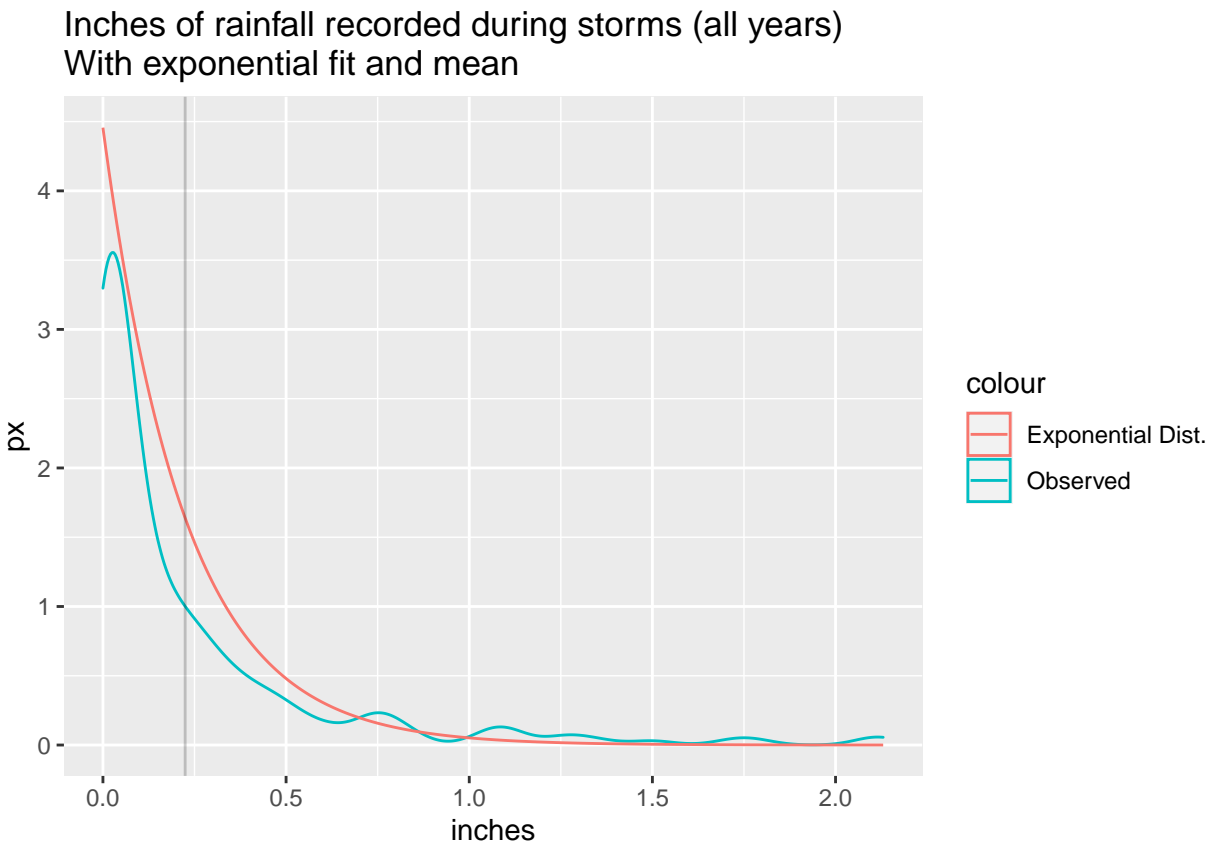 Inches of rainfall recorded during storms (all years)
With exponential fit and mean
4
3
2
1
0
px
0.0 0.5 1.0 1.5 2.0
inches
colour
Exponential Dist.
Observed